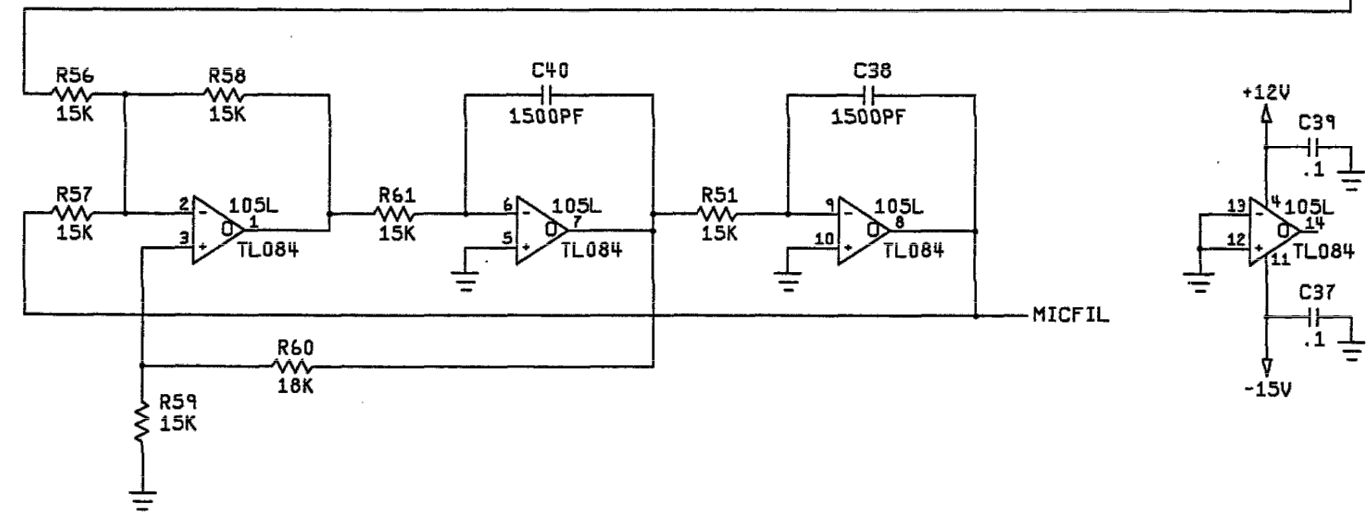 R56
15K
R58
15K
C40
1500PF
C38
1500PF
+12V
C39
.1
R57
15K
2
-
3
+
105L
1
TL084
R61
15K
6
-
5
+
105L
7
TL084
R51
15K
9
-
10
+
105L
8
TL084
13
-
12
+
4
105L
14
TL084
11
C37
.1
-15V
MICFIL
R60
18K
R59
15K